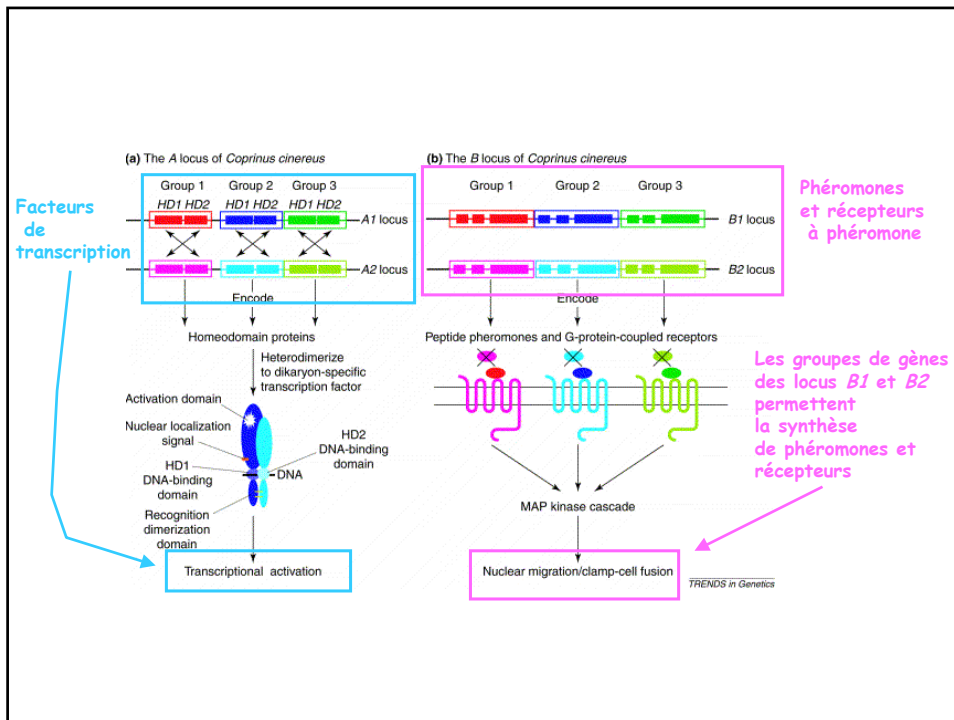 (a) The A locus of Coprinus cinereus
Group 1 Group 2 Group 3
HD1 HD2 HD1 HD2 HD1 HD2
A1 locus
A2 locus
Encode
Homeodomain proteins
Heterodimerize
to dikaryon-specific
transcription factor
Activation domain
Nuclear localization
signal
HD1
DNA-binding
domain
HD2
DNA-binding
domain
DNA
Recognition
dimerization
domain
Transcriptional activation
Facteurs
de
transcription
(b) The B locus of Coprinus cinereus
Group 1 Group 2 Group 3
B1 locus
B2 locus
Encode
Peptide pheromones and G-protein-coupled receptors
MAP kinase cascade
Nuclear migration/clamp-cell fusion
TRENDS in Genetics
Phéromones
et récepteurs
à phéromone
Les groupes de gènes
des locus B1 et B2
permettent
la synthèse
de phéromones et
récepteurs